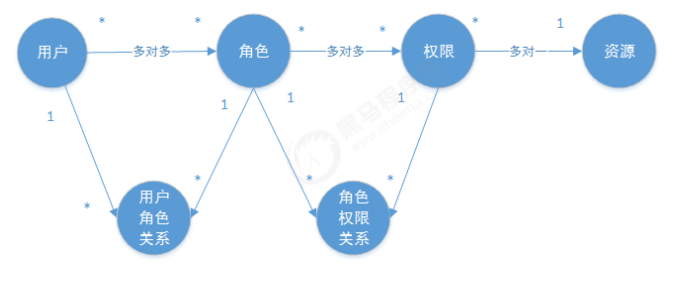 * * * * * 1
用户 多对多 角色 多对多 权限 多对一 资源
1 1 1 1
* * * *
用户
角色
关系
角色
权限
关系
黑马程序